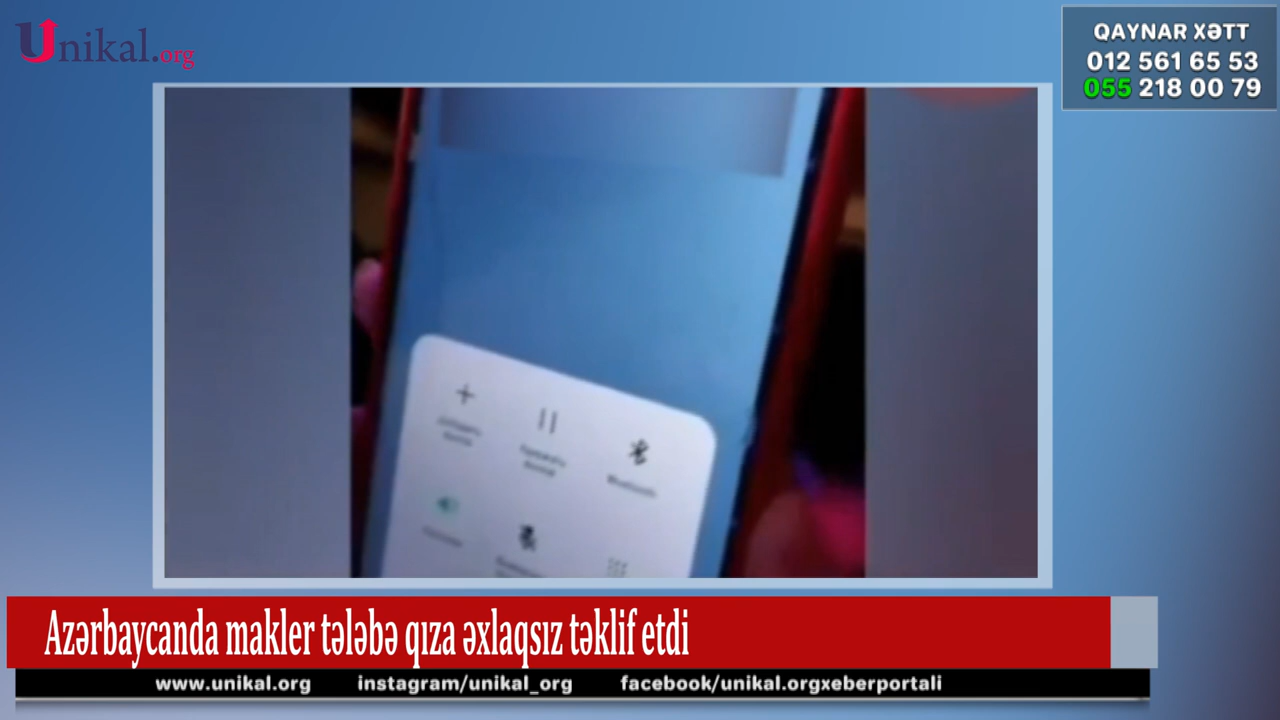 Unikal.org
QAYNAR XƏTT
012 561 65 53
055 218 00 79
Bluetooth
Azərbaycanda makler tələbə qıza əxlaqsız təklif etdi
www.unikal.org instagram/unikal_org facebook/unikal.orgxeberportali